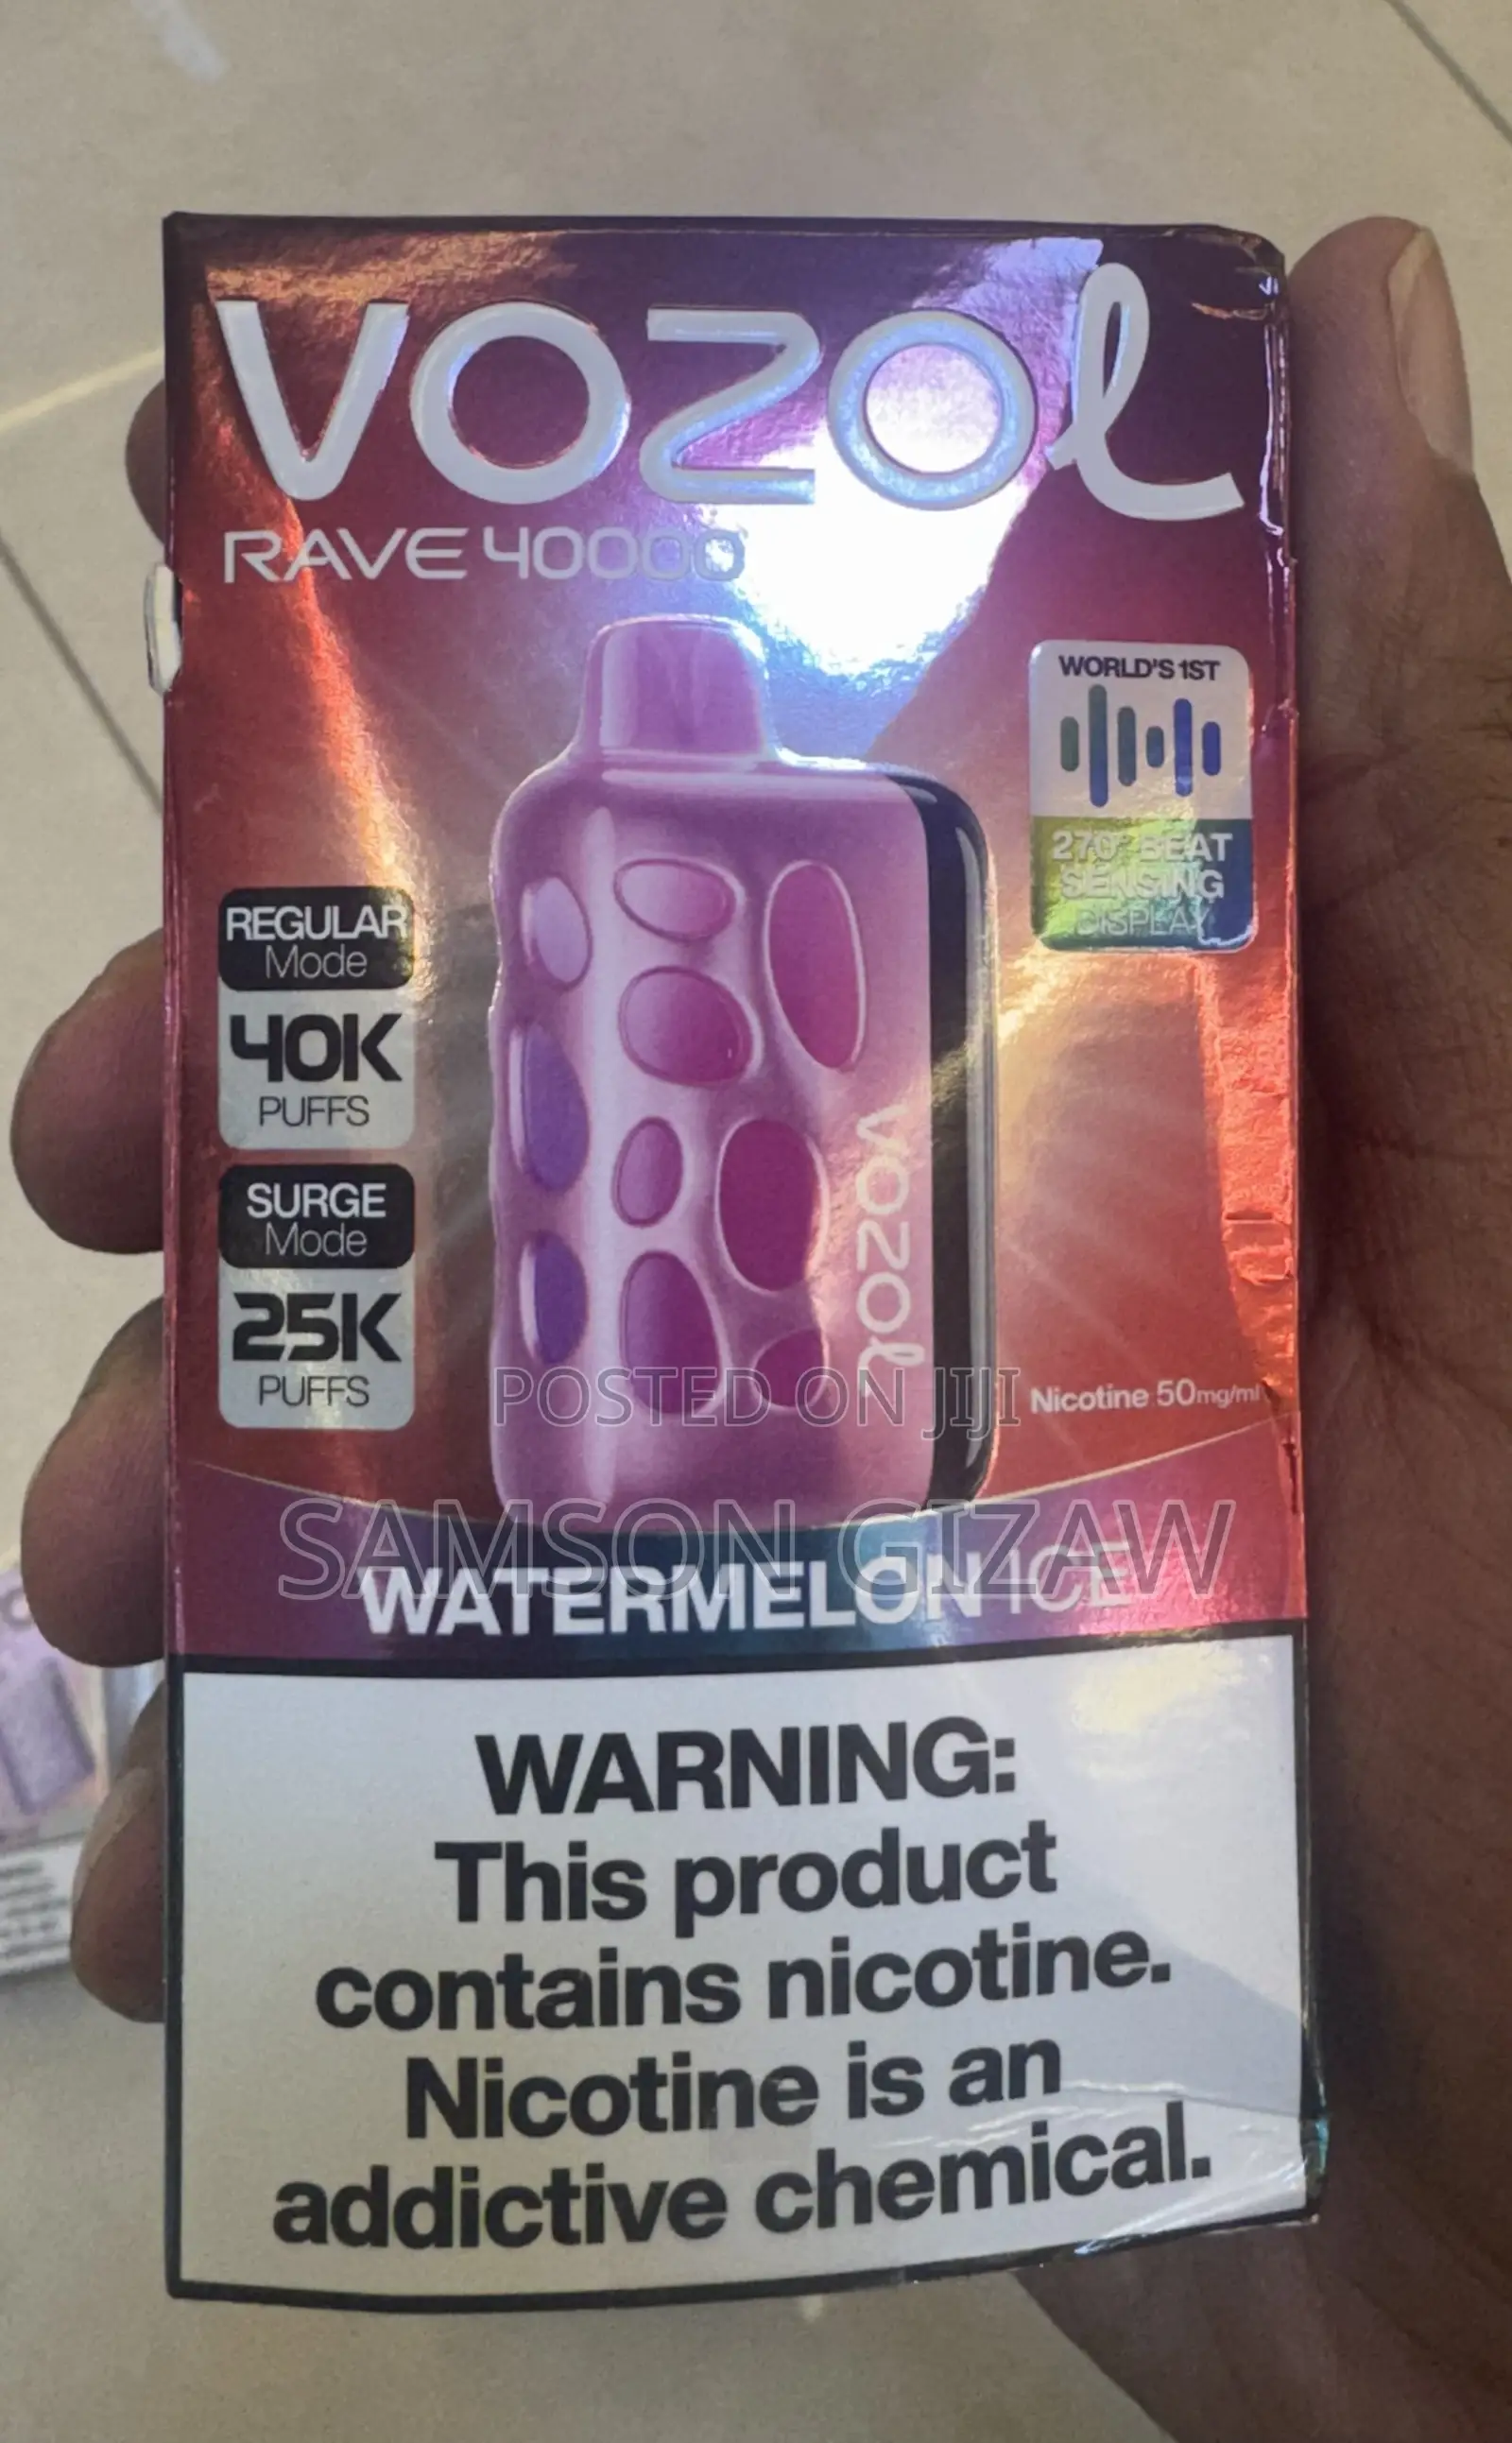 VOZOL
RAVE 40000
WORLD'S 1ST
270° BEAT
SENSING
DISPLAY
REGULAR
Mode
40K
PUFFS
SURGE
Mode
25K
PUFFS
VOZOL
POSTED ON JIJI
Nicotine 50mg/ml
SAMSON GIZAW
WATERMELON ICE
WARNING:
This product
contains nicotine.
Nicotine is an
addictive chemical.